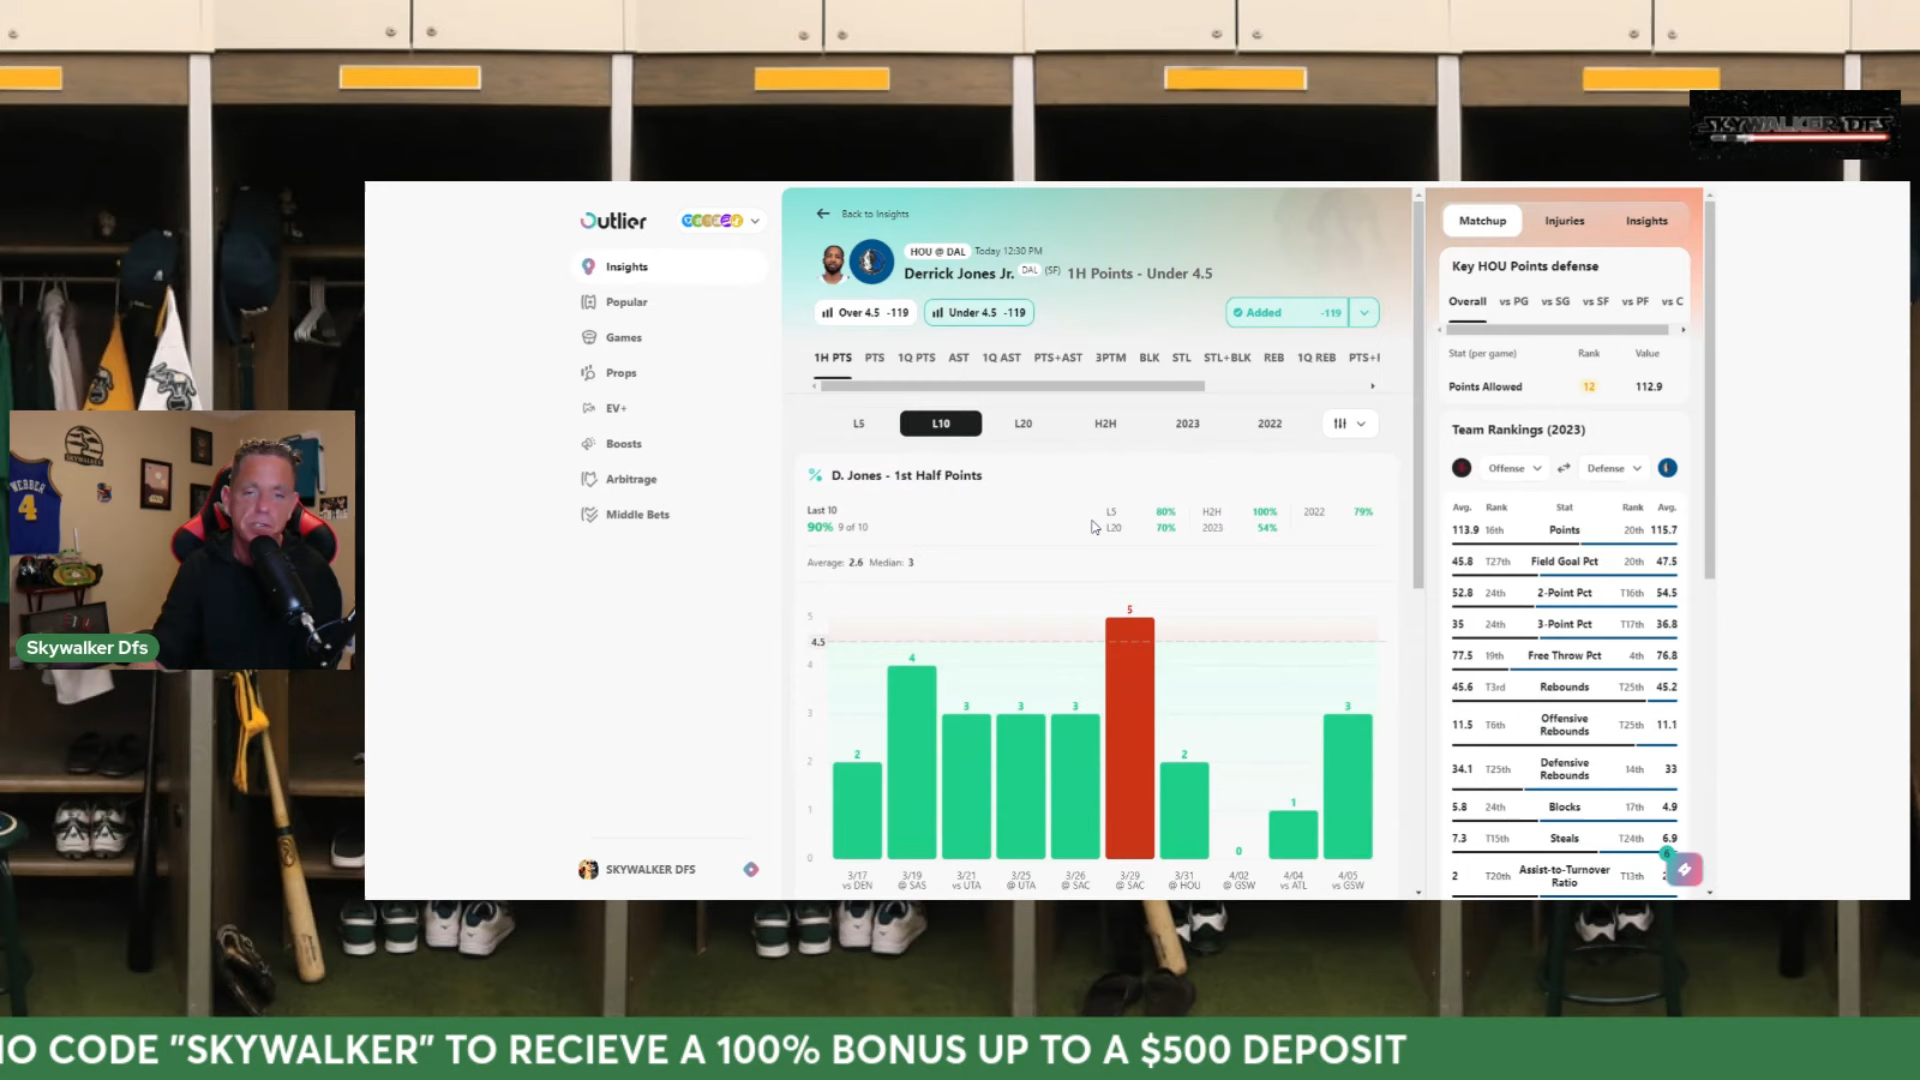 SKYWALKER DFS
Outlier
Insights
Popular
Games
Props
EV+
Boosts
Arbitrage
Middle Bets
SKYWALKER DFS
Back to Insights
HOU @ DAL Today 12:30 PM
Derrick Jones Jr. DAL (SF) 1H Points - Under 4.5
Over 4.5 -119 Under 4.5 -119 Added -119
1H PTS PTS 1Q PTS AST 1Q AST PTS+AST 3PTM BLK STL STL+BLK REB 1Q REB PTS+
L5 L10 L20 H2H 2023 2022
D. Jones - 1st Half Points
Last 10
90% 9 of 10
L5 80% H2H 100% 2022 79%
L20 70% 2023 54%
Average: 2.6 Median: 3
5
4.5
4
3
2
1
0
2
4
3
3
3
5
2
0
1
3
3/17 3/19 3/21 3/25 3/26 3/29 3/31 4/02 4/04 4/05
vs DEN @ SAS vs UTA @ UTA @ SAC @ SAC @ HOU @ GSW vs ATL vs GSW
Matchup Injuries Insights
Key HOU Points defense
Overall vs PG vs SG vs SF vs PF vs C
Stat (per game) Rank Value
Points Allowed 12 112.9
Team Rankings (2023)
Offense Defense
Avg. Rank Stat Rank Avg.
113.9 16th Points 20th 115.7
45.8 T27th Field Goal Pct 20th 47.5
52.8 24th 2-Point Pct T16th 54.5
35 24th 3-Point Pct T17th 36.8
77.5 19th Free Throw Pct 4th 76.8
45.6 T3rd Rebounds T25th 45.2
11.5 T6th Offensive Rebounds T25th 11.1
34.1 T25th Defensive Rebounds 14th 33
5.8 24th Blocks 17th 4.9
7.3 T15th Steals T24th 6.9
2 T20th Assist-to-Turnover Ratio T13th
6
SKYWALKER
WEBBER
4
Skywalker Dfs
IO CODE "SKYWALKER" TO RECIEVE A 100% BONUS UP TO A $500 DEPOSIT